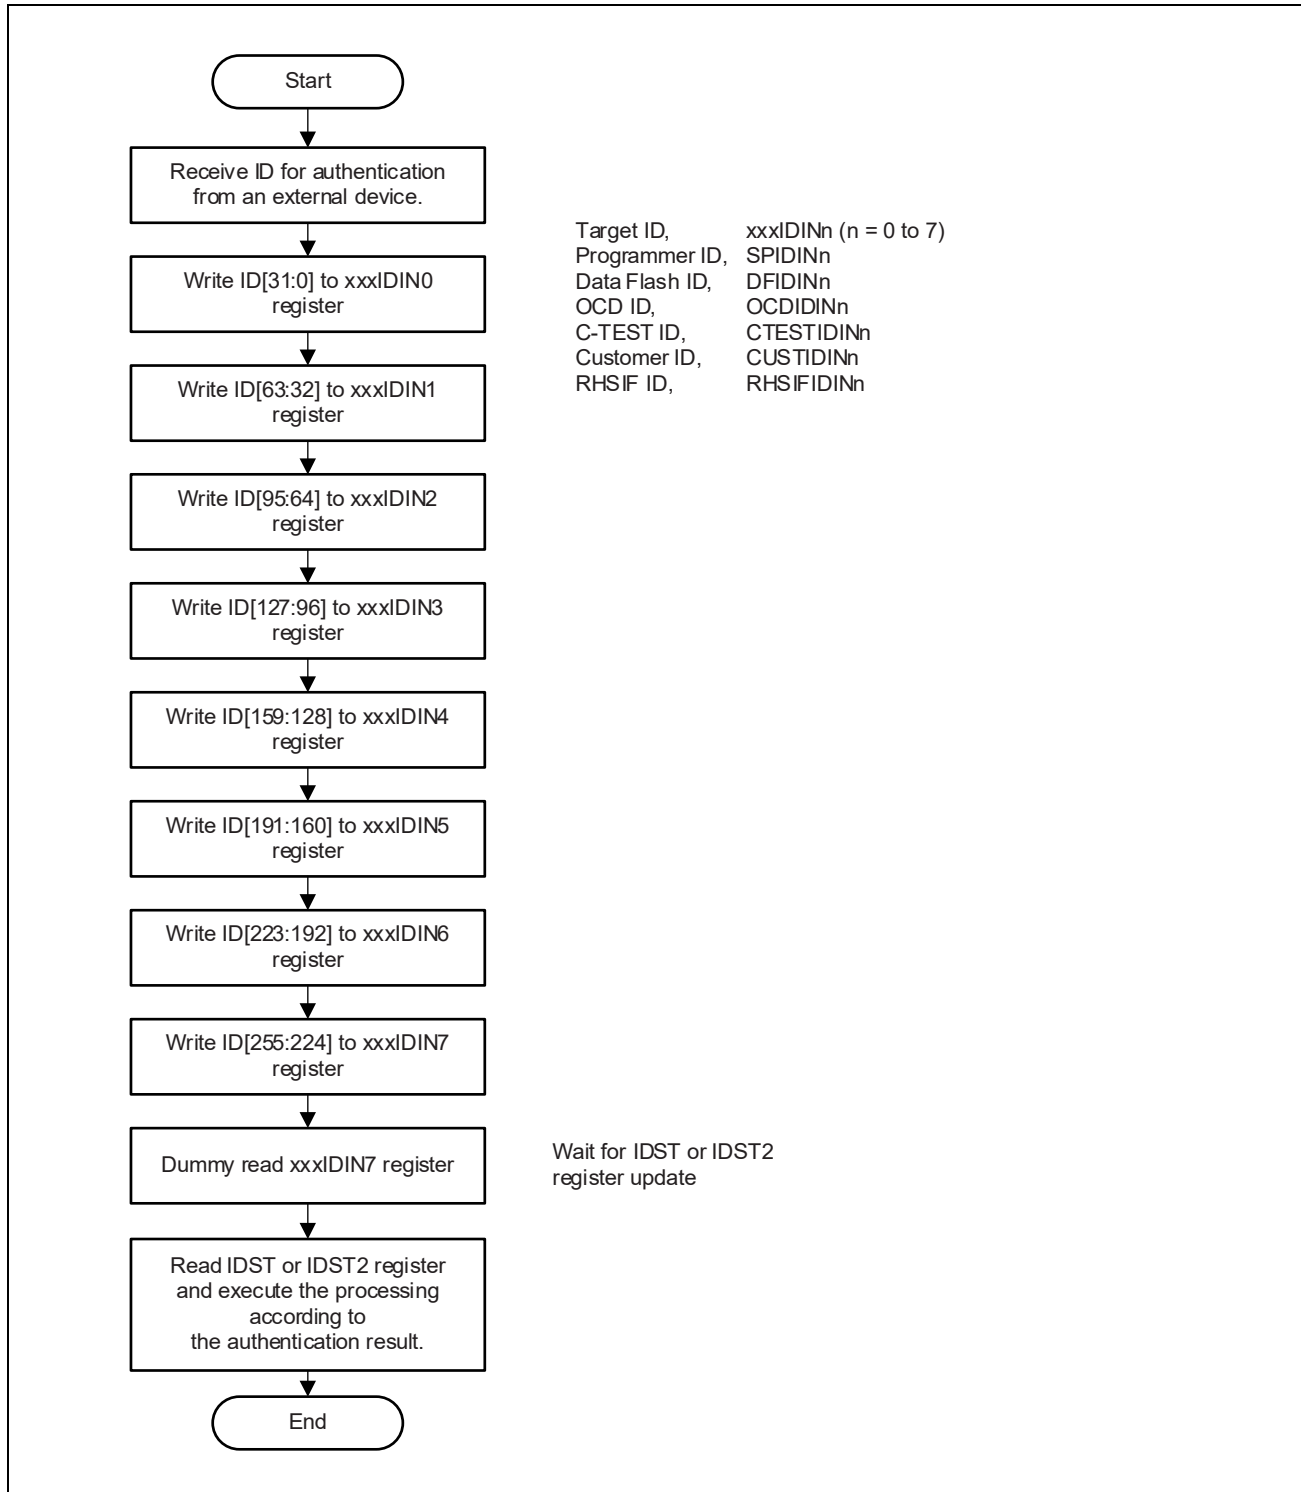 Start
Receive ID for authentication
from an external device.
Target ID, xxxIDINn (n = 0 to 7)
Programmer ID, SPIDINn
Data Flash ID, DFIDINn
OCD ID, OCDIDINn
C-TEST ID, CTESTIDINn
Customer ID, CUSTIDINn
RHSIF ID, RHSIFIDINn
Write ID[31:0] to xxxIDIN0
register
Write ID[63:32] to xxxIDIN1
register
Write ID[95:64] to xxxIDIN2
register
Write ID[127:96] to xxxIDIN3
register
Write ID[159:128] to xxxIDIN4
register
Write ID[191:160] to xxxIDIN5
register
Write ID[223:192] to xxxIDIN6
register
Write ID[255:224] to xxxIDIN7
register
Dummy read xxxIDIN7 register
Wait for IDST or IDST2
register update
Read IDST or IDST2 register
and execute the processing
according to
the authentication result.
End